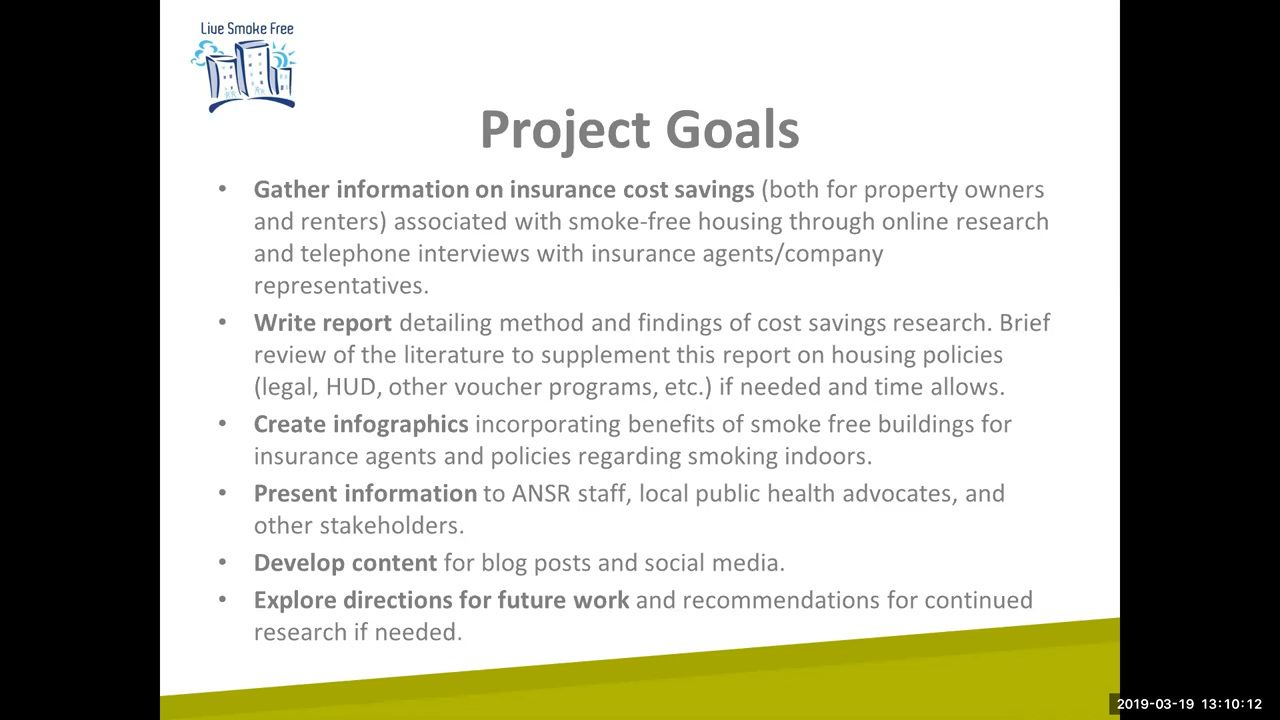 Live Smoke Free
Project Goals
• Gather information on insurance cost savings (both for property owners
and renters) associated with smoke-free housing through online research
and telephone interviews with insurance agents/company
representatives.
• Write report detailing method and findings of cost savings research. Brief
review of the literature to supplement this report on housing policies
(legal, HUD, other voucher programs, etc.) if needed and time allows.
• Create infographics incorporating benefits of smoke free buildings for
insurance agents and policies regarding smoking indoors.
• Present information to ANSR staff, local public health advocates, and
other stakeholders.
• Develop content for blog posts and social media.
• Explore directions for future work and recommendations for continued
research if needed.
2019-03-19 13:10:12